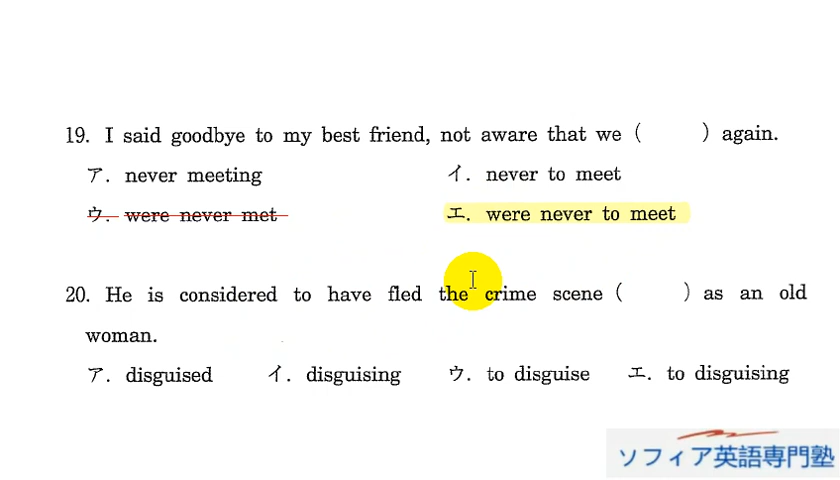 19. I said goodbye to my best friend, not aware that we (　　) again.
ア. never meeting　　イ. never to meet
ウ. were never met　　エ. were never to meet
20. He is considered to have fled the crime scene (　　) as an old
woman.
ア. disguised　　イ. disguising　　ウ. to disguise　　エ. to disguising
ソフィア英語専門塾